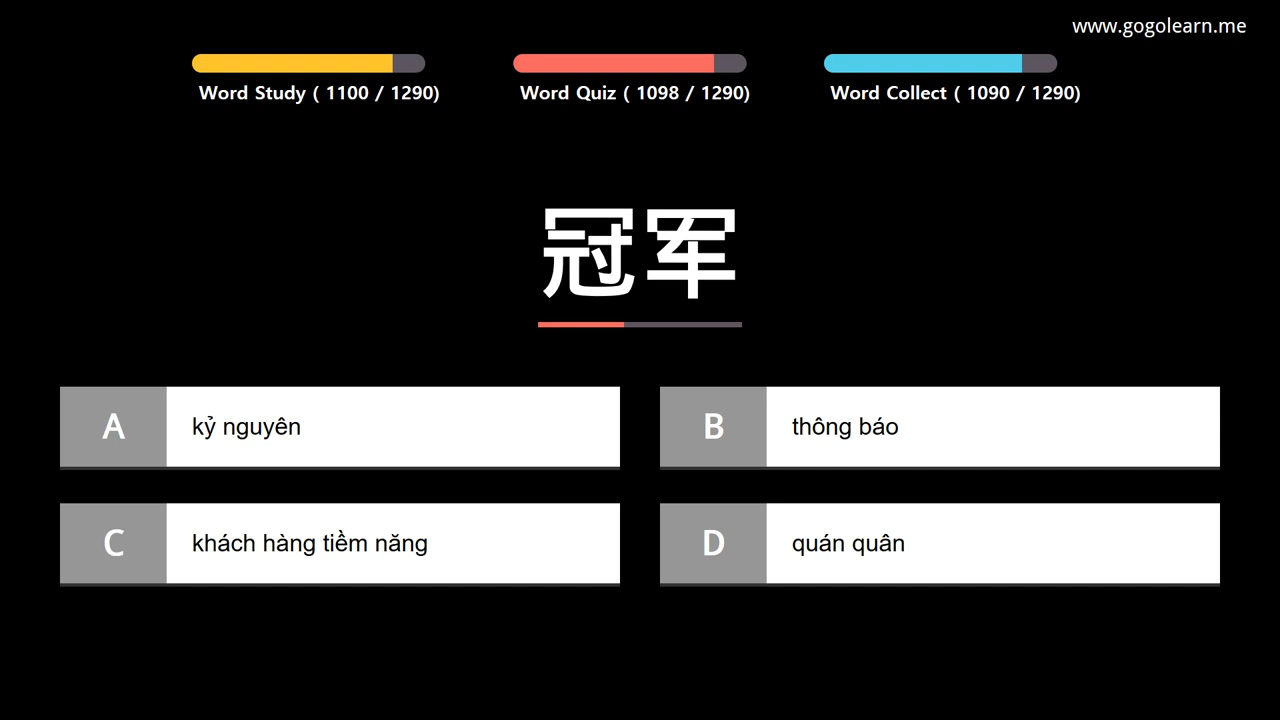 www.gogolearn.me
Word Study ( 1100 / 1290)
Word Quiz ( 1098 / 1290)
Word Collect ( 1090 / 1290)
冠军
A kỷ nguyên
B thông báo
C khách hàng tiềm năng
D quán quân